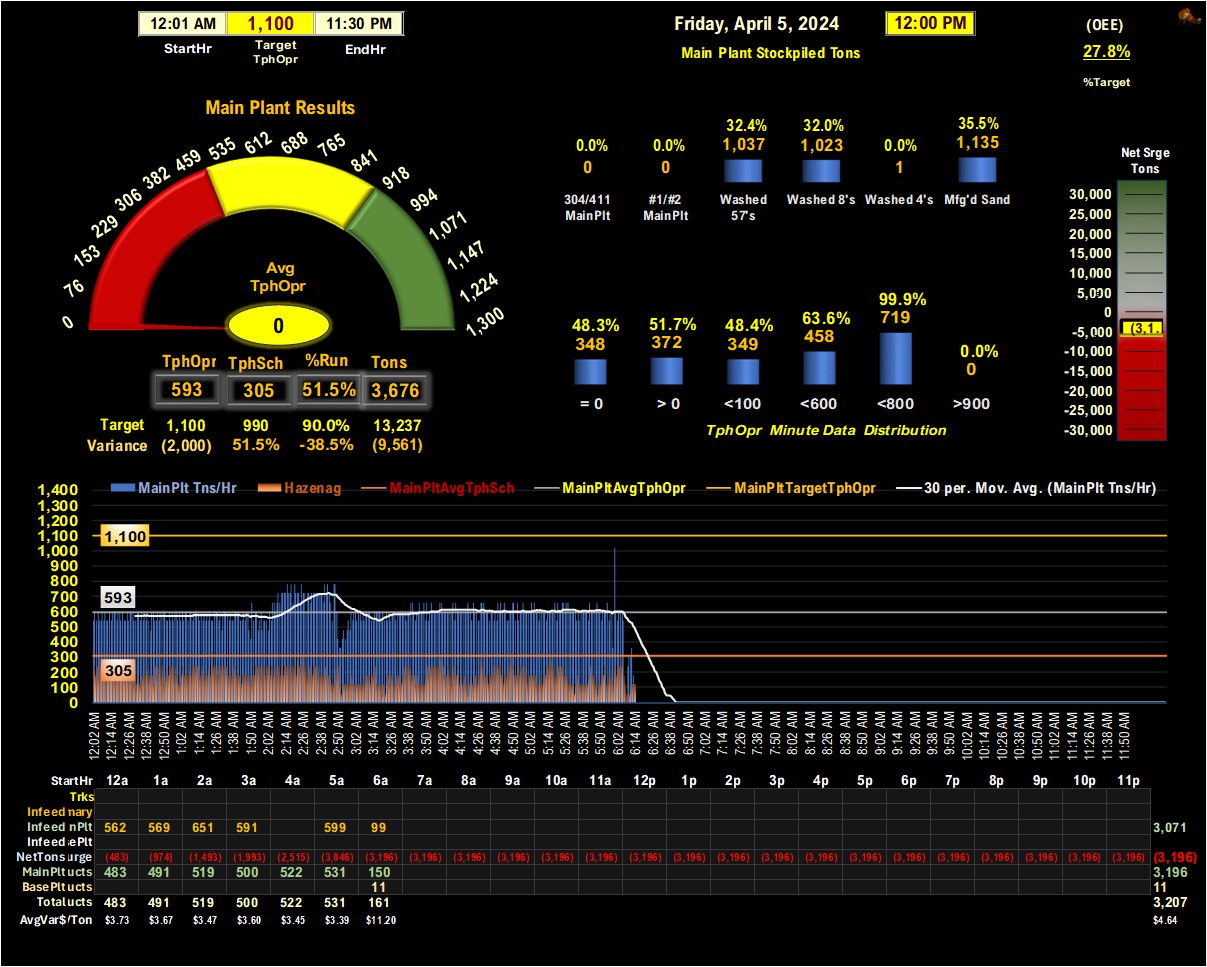 12:01 AM 1,100 11:30 PM
StartHr Target TphOpr EndHr
Friday, April 5, 2024 12:00 PM
Main Plant Stockpiled Tons
(OEE)
27.8%
%Target
Main Plant Results
0 76 153 229 306 382 459 535 612 688 765 841 918 994 1,071 1,147 1,224 1,300
Avg
TphOpr
0
TphOpr TphSch %Run Tons
593 305 51.5% 3,676
Target 1,100 990 90.0% 13,237
Variance (2,000) 51.5% -38.5% (9,561)
0.0% 0.0% 32.4% 32.0% 0.0% 35.5%
0 0 1,037 1,023 1 1,135
304/411 MainPlt #1/#2 MainPlt Washed 57's Washed 8's Washed 4's Mfg'd Sand
48.3% 51.7% 48.4% 63.6% 99.9% 0.0%
348 372 349 458 719 0
= 0 > 0 <100 <600 <800 >900
TphOpr Minute Data Distribution
Net Srge
Tons
30,000
25,000
20,000
15,000
10,000
5,000
0
-5,000
-10,000
-15,000
-20,000
-25,000
-30,000
(3,1.
MainPlt Tns/Hr Hazenag MainPltAvgTphSch MainPltAvgTphOpr MainPltTargetTphOpr 30 per. Mov. Avg. (MainPlt Tns/Hr)
1,400
1,300
1,200
1,100
1,000
900
800
700
600
500
400
300
200
100
0
1,100
593
305
12:02 AM 12:14 AM 12:26 AM 12:38 AM 12:50 AM 1:02 AM 1:14 AM 1:26 AM 1:38 AM 1:50 AM 2:02 AM 2:14 AM 2:26 AM 2:38 AM 2:50 AM 3:02 AM 3:14 AM 3:26 AM 3:38 AM 3:50 AM 4:02 AM 4:14 AM 4:26 AM 4:38 AM 4:50 AM 5:02 AM 5:14 AM 5:26 AM 5:38 AM 5:50 AM 6:02 AM 6:14 AM 6:26 AM 6:38 AM 6:50 AM 7:02 AM 7:14 AM 7:26 AM 7:38 AM 7:50 AM 8:02 AM 8:14 AM 8:26 AM 8:38 AM 8:50 AM 9:02 AM 9:14 AM 9:26 AM 9:38 AM 9:50 AM 10:02 AM 10:14 AM 10:26 AM 10:38 AM 10:50 AM 11:02 AM 11:14 AM 11:26 AM 11:38 AM 11:50 AM
StartHr 12a 1a 2a 3a 4a 5a 6a 7a 8a 9a 10a 11a 12p 1p 2p 3p 4p 5p 6p 7p 8p 9p 10p 11p
Trks
Infeed mary
Infeed nPlt 562 569 651 591 599 99 3,071
Infeed ePlt
NetTons urge (483) (974) (1,493) (1,993) (2,515) (3,046) (3,196) (3,196) (3,196) (3,196) (3,196) (3,196) (3,196) (3,196) (3,196) (3,196) (3,196) (3,196) (3,196) (3,196) (3,196) (3,196) (3,196) (3,196) (3,196)
MainPlt ucts 483 491 519 500 522 531 150 3,196
BasePlt ucts 11 11
Total ucts 483 491 519 500 522 531 161 3,207
AvgVar$/Ton $3.73 $3.67 $3.47 $3.60 $3.45 $3.39 $11.20 $4.64